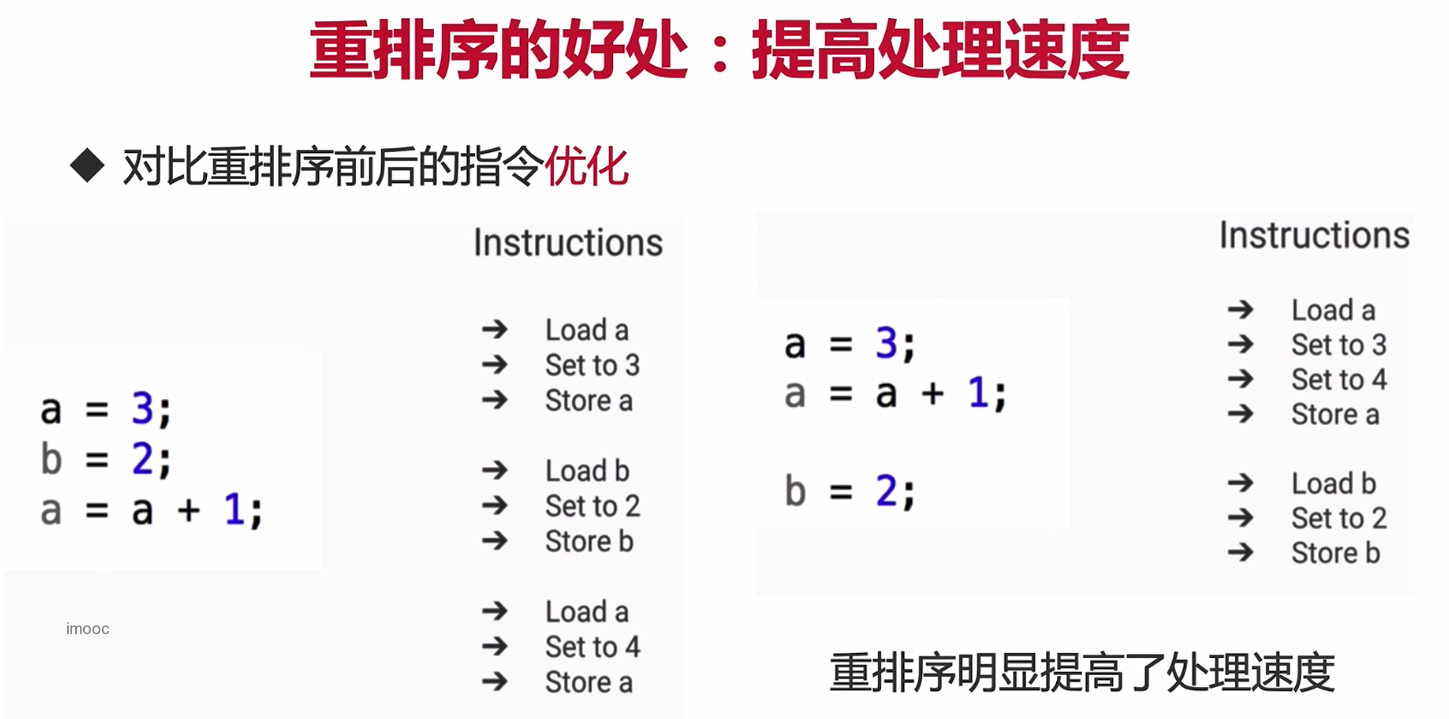 重排序的好处：提高处理速度
◆ 对比重排序前后的指令优化
Instructions
→ Load a
→ Set to 3
→ Store a
a = 3;
b = 2;
a = a + 1;
→ Load b
→ Set to 2
→ Store b
→ Load a
→ Set to 4
→ Store a
imooc
Instructions
a = 3;
a = a + 1;
b = 2;
→ Load a
→ Set to 3
→ Set to 4
→ Store a
→ Load b
→ Set to 2
→ Store b
重排序明显提高了处理速度